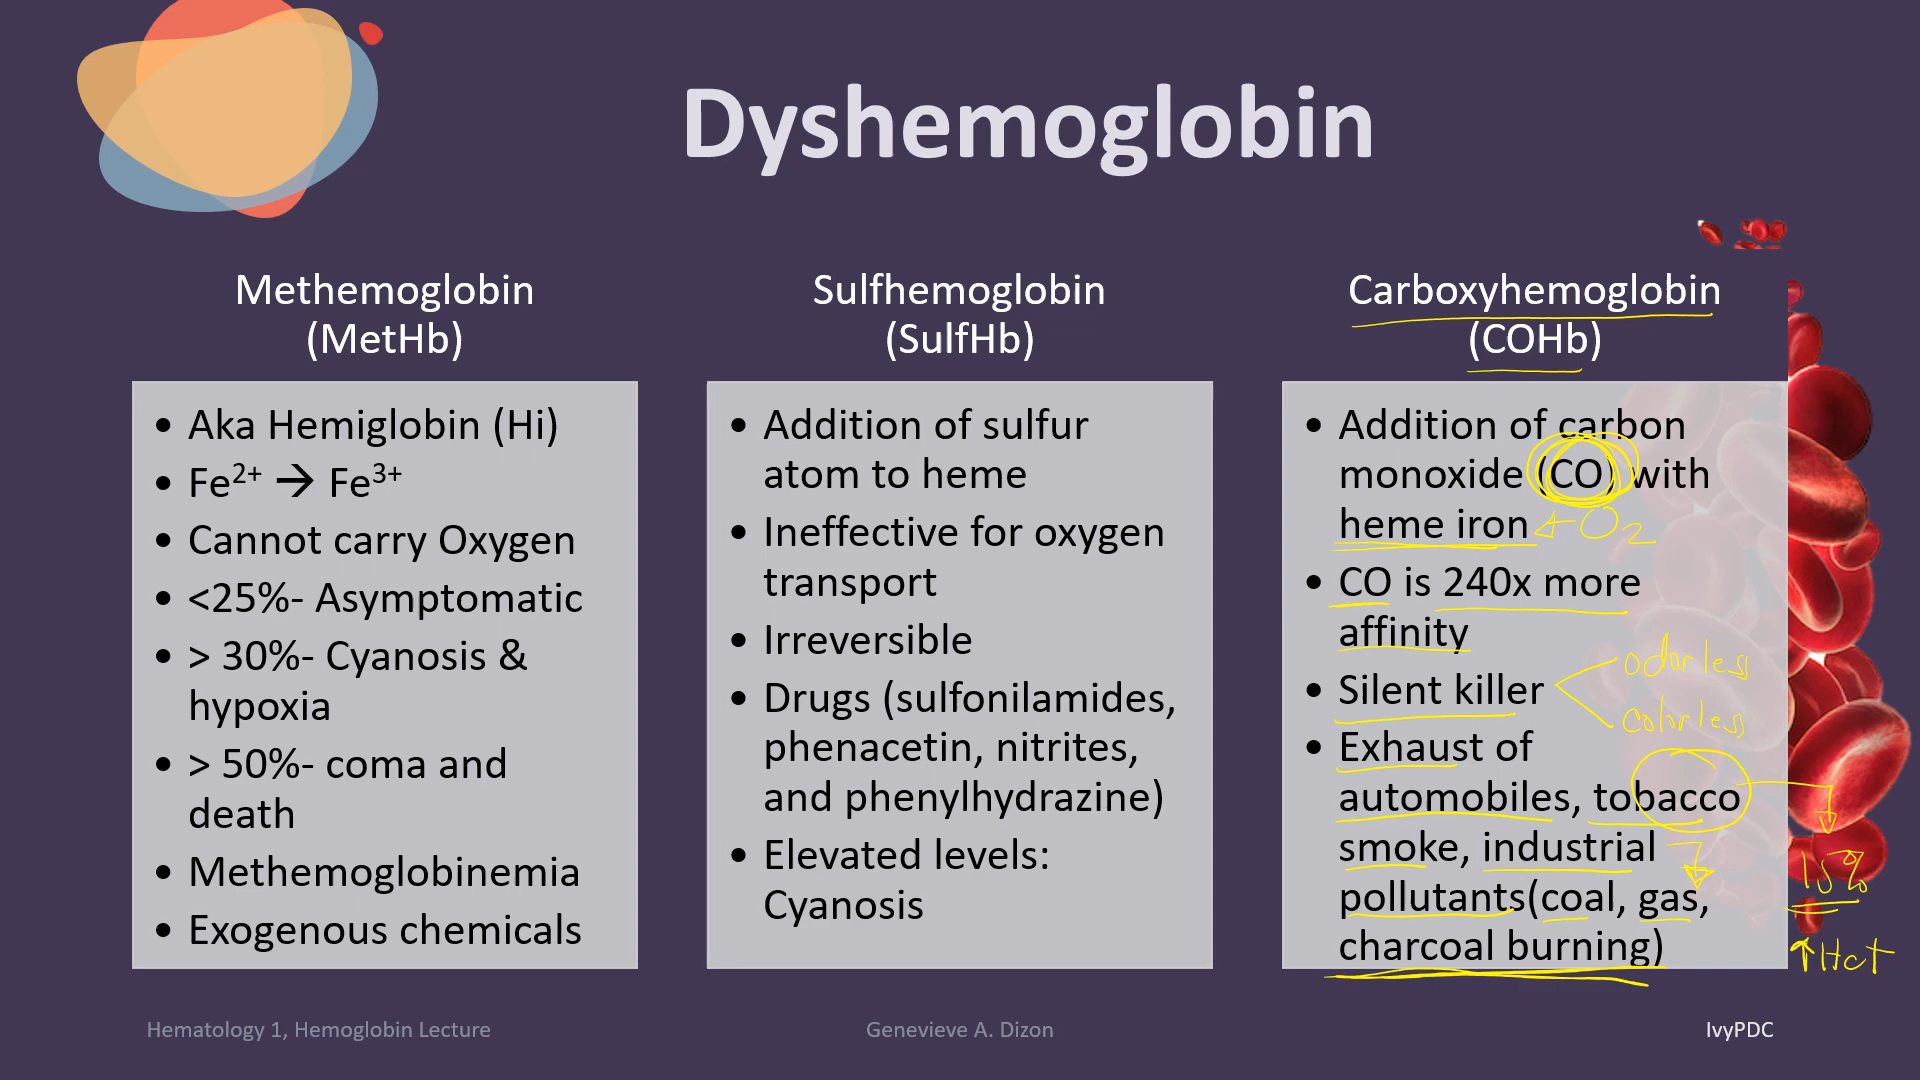 Dyshemoglobin
Methemoglobin
(MetHb)
• Aka Hemiglobin (Hi)
• Fe²⁺ → Fe³⁺
• Cannot carry Oxygen
• <25%- Asymptomatic
• > 30%- Cyanosis &
hypoxia
• > 50%- coma and
death
• Methemoglobinemia
• Exogenous chemicals
Sulfhemoglobin
(SulfHb)
• Addition of sulfur
atom to heme
• Ineffective for oxygen
transport
• Irreversible
• Drugs (sulfonilamides,
phenacetin, nitrites,
and phenylhydrazine)
• Elevated levels:
Cyanosis
Carboxyhemoglobin
(COHb)
• Addition of carbon
monoxide (CO) with
heme iron O₂
• CO is 240x more
affinity
• Silent killer
odorless
colorless
• Exhaust of
automobiles, tobacco
smoke, industrial
pollutants(coal, gas,
charcoal burning)
15%
↑Hct
Hematology 1, Hemoglobin Lecture
Genevieve A. Dizon
IvyPDC